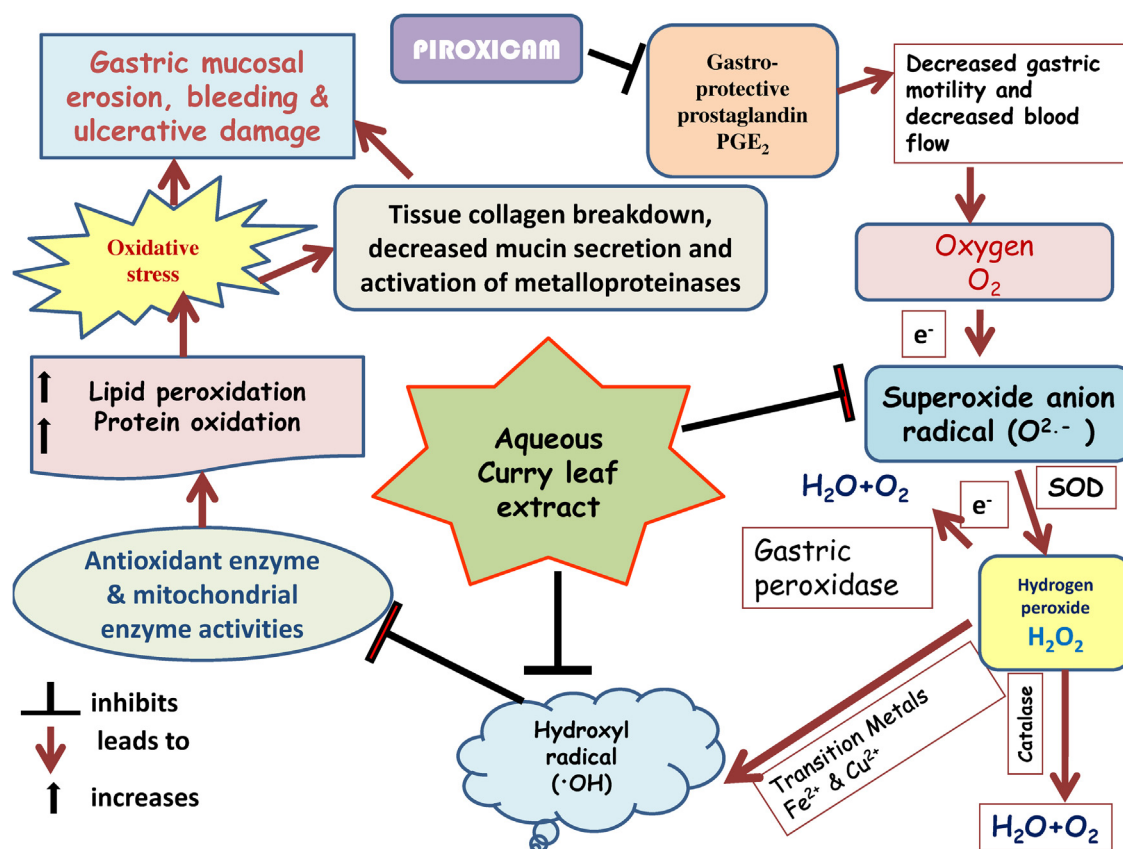 PIROXICAM
Gastro-
protective
prostaglandin
PGE₂
Decreased gastric
motility and
decreased blood
flow
Gastric mucosal
erosion, bleeding &
ulcerative damage
Oxidative
stress
Tissue collagen breakdown,
decreased mucin secretion and
activation of metalloproteinases
Oxygen
O₂
e⁻
Superoxide anion
radical (O²·⁻ )
Lipid peroxidation
Protein oxidation
Aqueous
Curry leaf
extract
H₂O+O₂
SOD
e⁻
Gastric
peroxidase
Hydrogen
peroxide
H₂O₂
Antioxidant enzyme
& mitochondrial
enzyme activities
Transition Metals
Fe²⁺ & Cu²⁺
Catalase
Hydroxyl
radical
(·OH)
H₂O+O₂
inhibits
leads to
increases